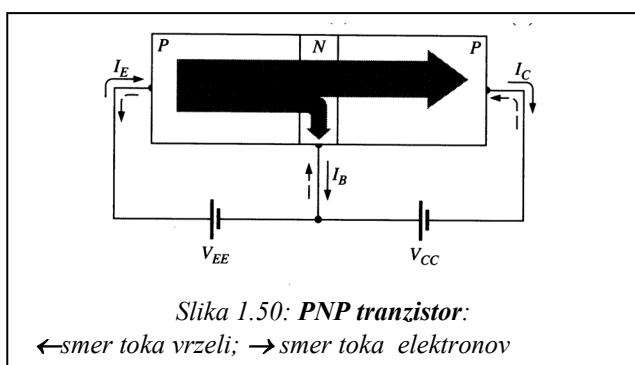 P N P
I_E I_C
I_B
V_EE V_CC
Slika 1.50: PNP tranzistor:
←smer toka vrzeli; → smer toka elektronov